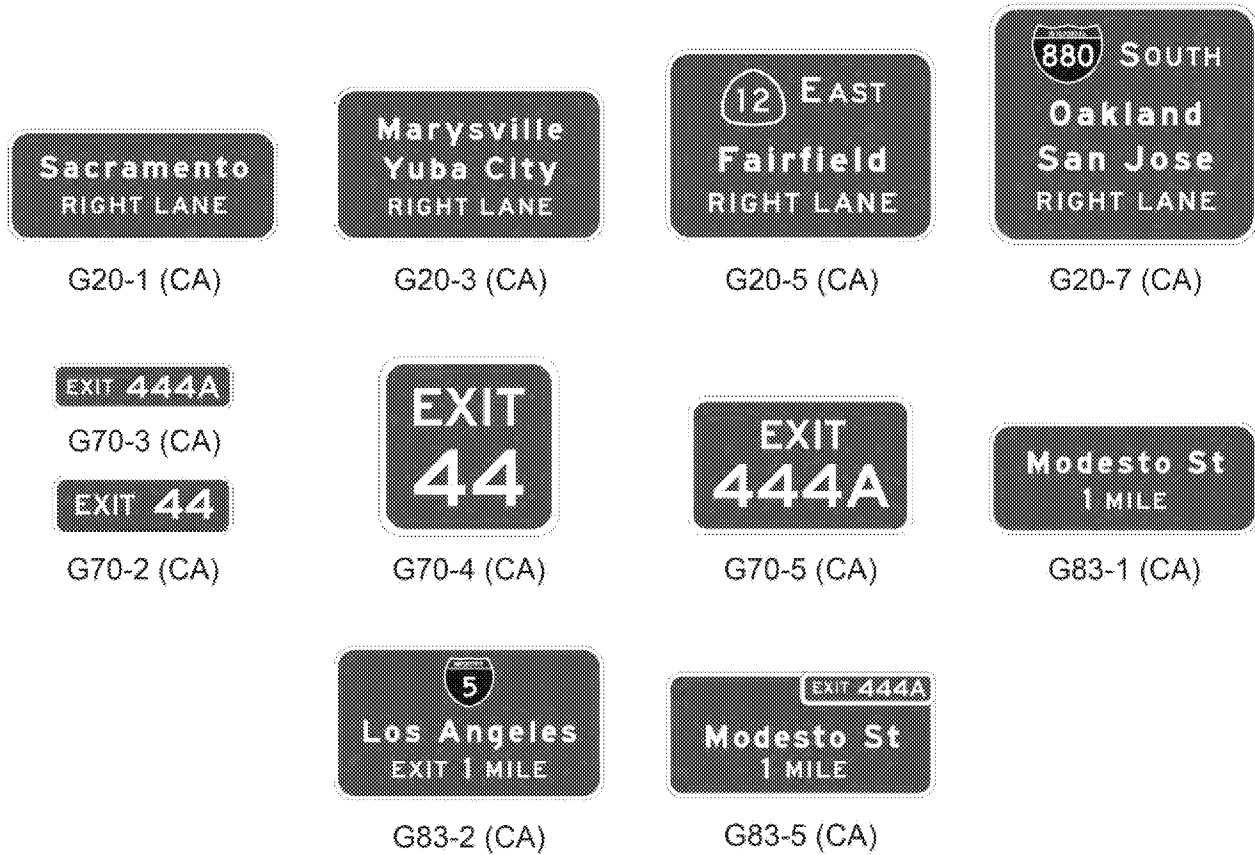 Sacramento
RIGHT LANE
G20-1 (CA)
Marysville
Yuba City
RIGHT LANE
G20-3 (CA)
12 EAST
Fairfield
RIGHT LANE
G20-5 (CA)
880 SOUTH
Oakland
San Jose
RIGHT LANE
G20-7 (CA)
EXIT 444A
G70-3 (CA)
EXIT 44
G70-2 (CA)
EXIT
44
G70-4 (CA)
EXIT
444A
G70-5 (CA)
Modesto St
1 MILE
G83-1 (CA)
5
Los Angeles
EXIT 1 MILE
G83-2 (CA)
EXIT 444A
Modesto St
1 MILE
G83-5 (CA)